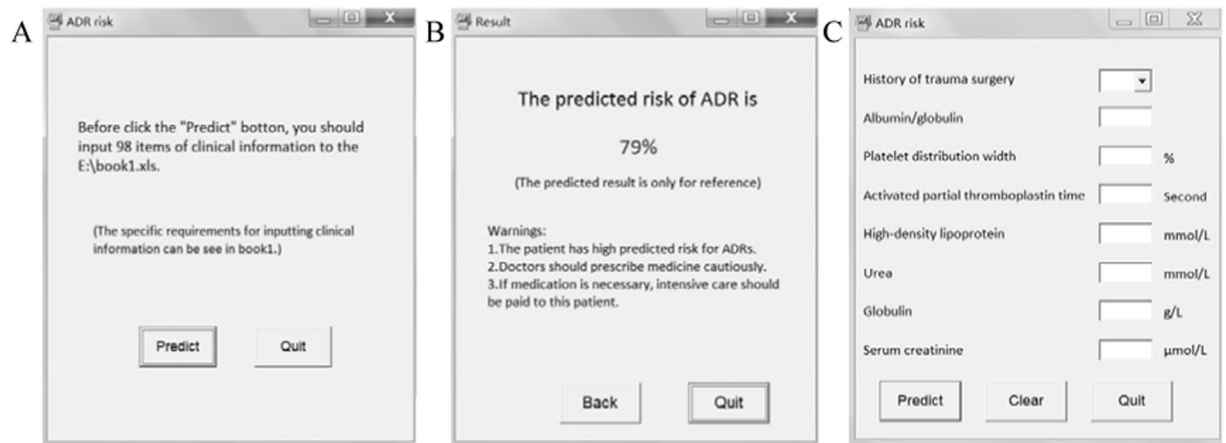 A
ADR risk
Before click the "Predict" botton, you should
input 98 items of clinical information to the
E:\book1.xls.
(The specific requirements for inputting clinical
information can be see in book1.)
Predict
Quit
B
Result
The predicted risk of ADR is
79%
(The predicted result is only for reference)
Warnings:
1.The patient has high predicted risk for ADRs.
2.Doctors should prescribe medicine cautiously.
3.If medication is necessary, intensive care should
be paid to this patient.
Back
Quit
C
ADR risk
History of trauma surgery
Albumin/globulin
Platelet distribution width %
Activated partial thromboplastin time Second
High-density lipoprotein mmol/L
Urea mmol/L
Globulin g/L
Serum creatinine μmol/L
Predict
Clear
Quit